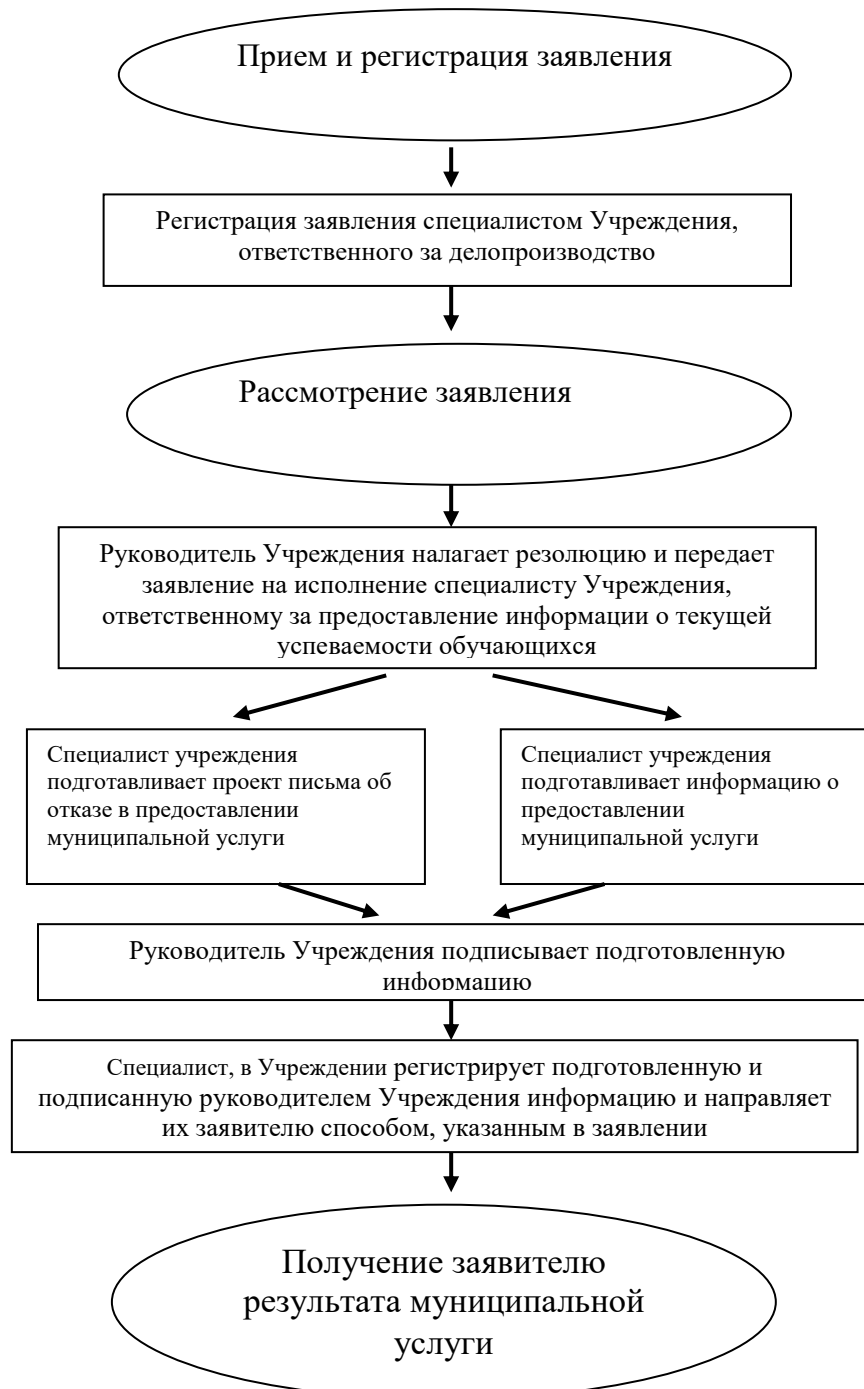 Прием и регистрация заявления
Регистрация заявления специалистом Учреждения,
ответственного за делопроизводство
Рассмотрение заявления
Руководитель Учреждения налагает резолюцию и передает
заявление на исполнение специалисту Учреждения,
ответственному за предоставление информации о текущей
успеваемости обучающихся
Специалист учреждения
подготавливает проект письма об
отказе в предоставлении
муниципальной услуги
Специалист учреждения
подготавливает информацию о
предоставлении
муниципальной услуги
Руководитель Учреждения подписывает подготовленную
информацию
Специалист, в Учреждении регистрирует подготовленную и
подписанную руководителем Учреждения информацию и направляет
их заявителю способом, указанным в заявлении
Получение заявителю
результата муниципальной
услуги